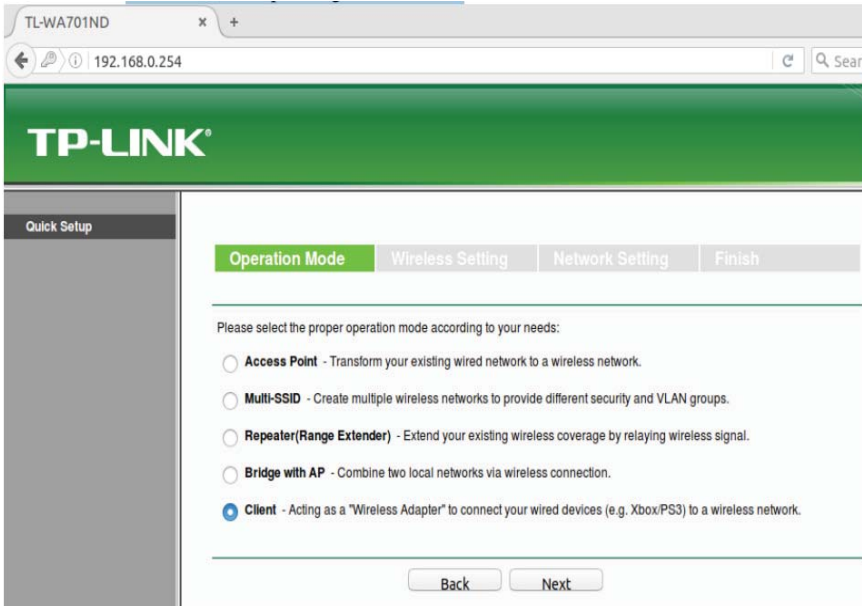 TL-WA701ND
192.168.0.254
Sear
TP-LINK®
Quick Setup
Operation Mode Wireless Setting Network Setting Finish
Please select the proper operation mode according to your needs:
Access Point - Transform your existing wired network to a wireless network.
Multi-SSID - Create multiple wireless networks to provide different security and VLAN groups.
Repeater(Range Extender) - Extend your existing wireless coverage by relaying wireless signal.
Bridge with AP - Combine two local networks via wireless connection.
Client - Acting as a "Wireless Adapter" to connect your wired devices (e.g. Xbox/PS3) to a wireless network.
Back Next